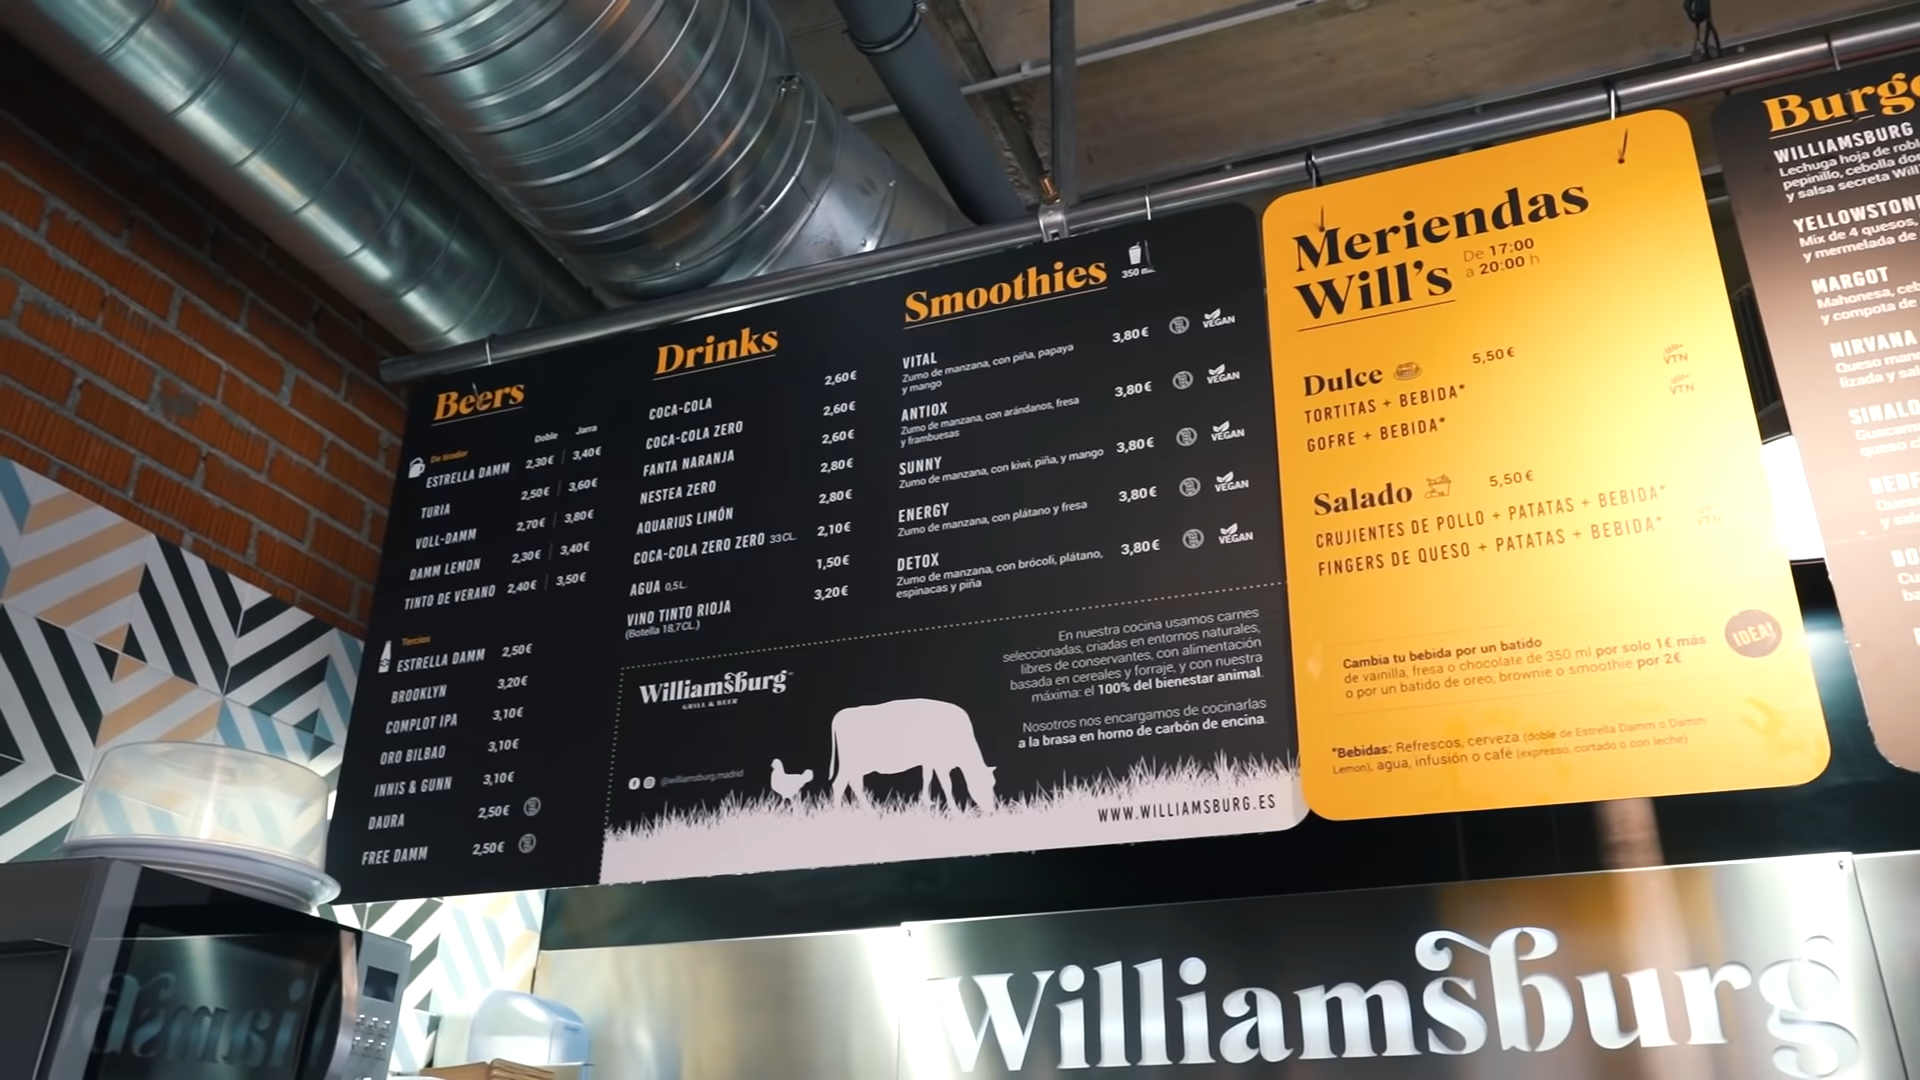 Beers
Doble Jarra
De tirador
ESTRELLA DAMM 2,30€ 3,40€
TURIA 2,50€ 3,60€
VOLL-DAMM 2,70€ 3,80€
DAMM LEMON 2,30€ 3,40€
TINTO DE VERANO 2,40€ 3,50€
Tercios
ESTRELLA DAMM 2,50€
BROOKLYN 3,20€
COMPLOT IPA 3,10€
ORO BILBAO 3,10€
INNIS & GUNN 3,10€
DAURA 2,50€
FREE DAMM 2,50€
Drinks
COCA-COLA 2,60€
COCA-COLA ZERO 2,60€
FANTA NARANJA 2,60€
NESTEA ZERO 2,80€
AQUARIUS LIMÓN 2,80€
COCA-COLA ZERO ZERO 33CL. 2,10€
AGUA 0,5L. 1,50€
VINO TINTO RIOJA 3,20€
(Botella 18,7CL.)
Smoothies
350 m
VITAL 3,80€ VEGAN
Zumo de manzana, con piña, papaya
y mango
ANTIOX 3,80€ VEGAN
Zumo de manzana, con arándanos, fresa
y frambuesas
SUNNY 3,80€ VEGAN
Zumo de manzana, con kiwi, piña, y mango
ENERGY 3,80€ VEGAN
Zumo de manzana, con plátano y fresa
DETOX 3,80€ VEGAN
Zumo de manzana, con brócoli, plátano,
espinacas y piña
Williamsburg
GRILL & BEER
@williamsburg.madrid
En nuestra cocina usamos carnes
seleccionadas, criadas en entornos naturales,
libres de conservantes, con alimentación
basada en cereales y forraje, y con nuestra
máxima: el 100% del bienestar animal.
Nosotros nos encargamos de cocinarlas
a la brasa en horno de carbón de encina.
WWW.WILLIAMSBURG.ES
Meriendas
Will's
De 17:00
a 20:00 h
Dulce 5,50€
TORTITAS + BEBIDA* VTN
GOFRE + BEBIDA* VTN
Salado 5,50€
CRUJIENTES DE POLLO + PATATAS + BEBIDA*
FINGERS DE QUESO + PATATAS + BEBIDA* VTN
Cambia tu bebida por un batido
de vainilla, fresa o chocolate de 350 ml por solo 1€ más
o por un batido de oreo, brownie o smoothie por 2€
IDEA!
*Bebidas: Refrescos, cerveza (doble de Estrella Damm o Damm
Lemon), agua, infusión o café (expresso, cortado o con leche)
Burge
WILLIAMSBURG
Lechuga hoja de robl
pepinillo, cebolla do
y salsa secreta Will
YELLOWSTONE
Mix de 4 quesos,
y mermelada de
MARGOT
Mahonesa, ceb
y compota de
NIRVANA
Queso man
lizada y sal
SINALO
Guacam
queso c
Williamsburg